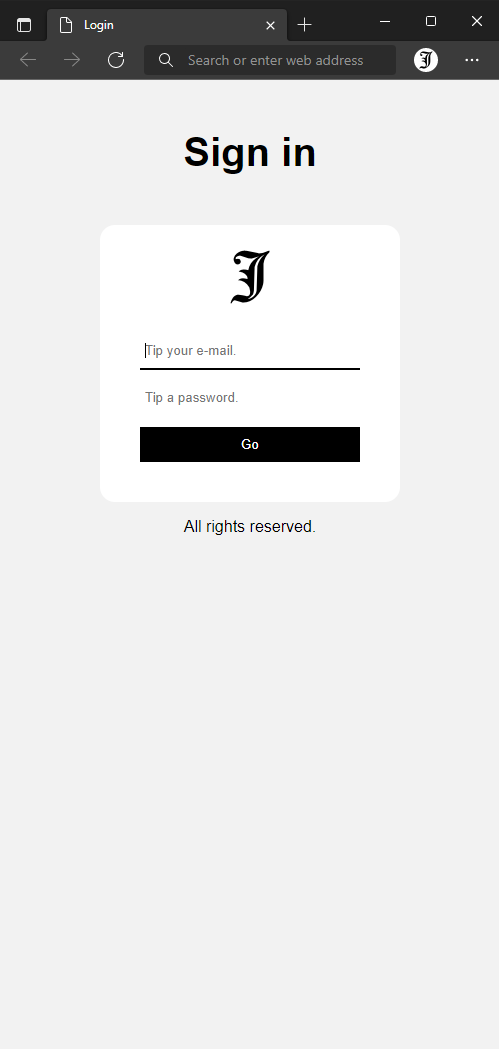 Login
Search or enter web address
J
Sign in
J
Tip your e-mail.
Tip a password.
Go
All rights reserved.